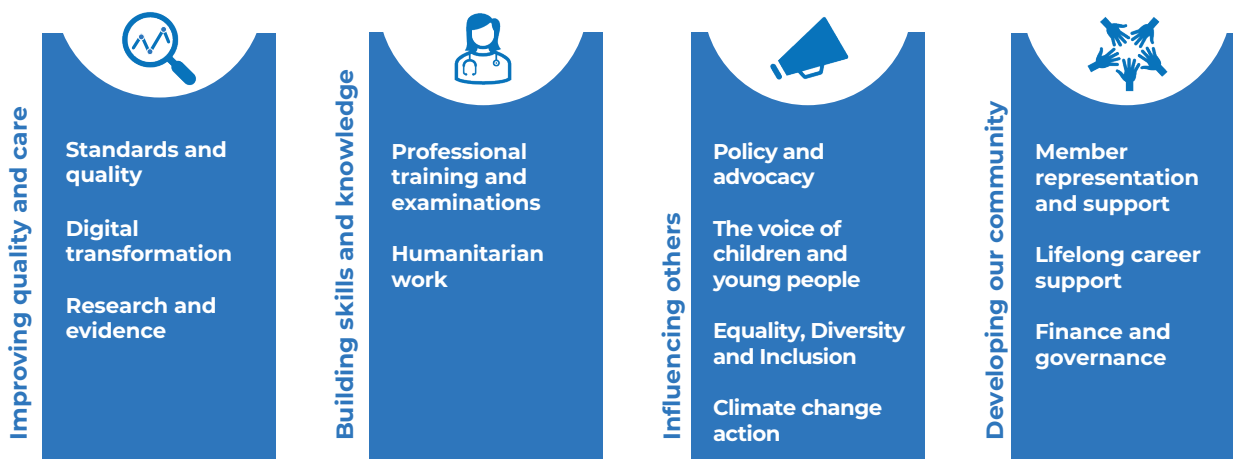 Improving quality and care
Standards and
quality
Digital
transformation
Research and
evidence
Building skills and knowledge
Professional
training and
examinations
Humanitarian
work
Influencing others
Policy and
advocacy
The voice of
children and
young people
Equality, Diversity
and Inclusion
Climate change
action
Developing our community
Member
representation
and support
Lifelong career
support
Finance and
governance